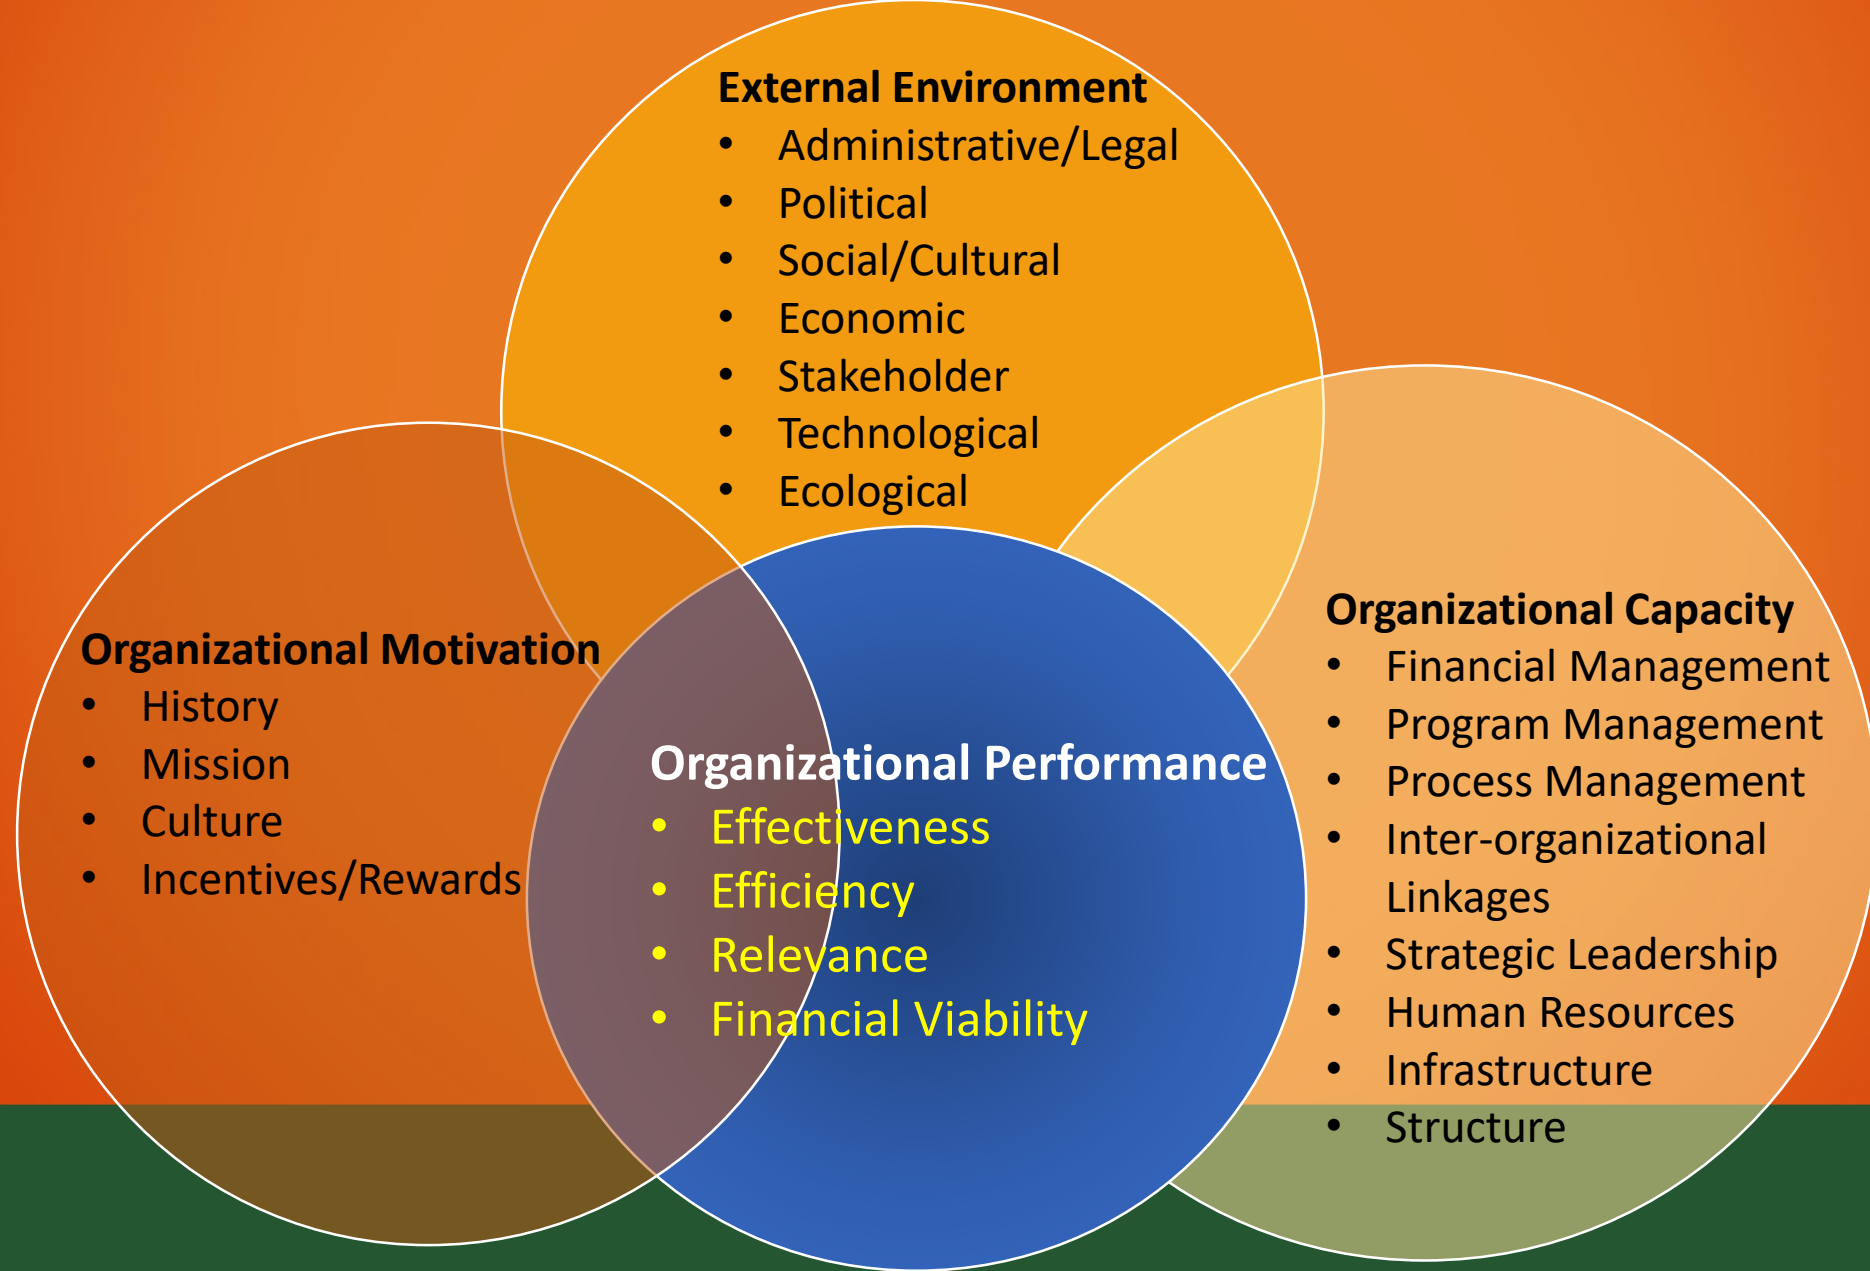 External Environment
• Administrative/Legal
• Political
• Social/Cultural
• Economic
• Stakeholder
• Technological
• Ecological
Organizational Motivation
• History
• Mission
• Culture
• Incentives/Rewards
Organizational Performance
• Effectiveness
• Efficiency
• Relevance
• Financial Viability
Organizational Capacity
• Financial Management
• Program Management
• Process Management
• Inter-organizational
Linkages
• Strategic Leadership
• Human Resources
• Infrastructure
• Structure